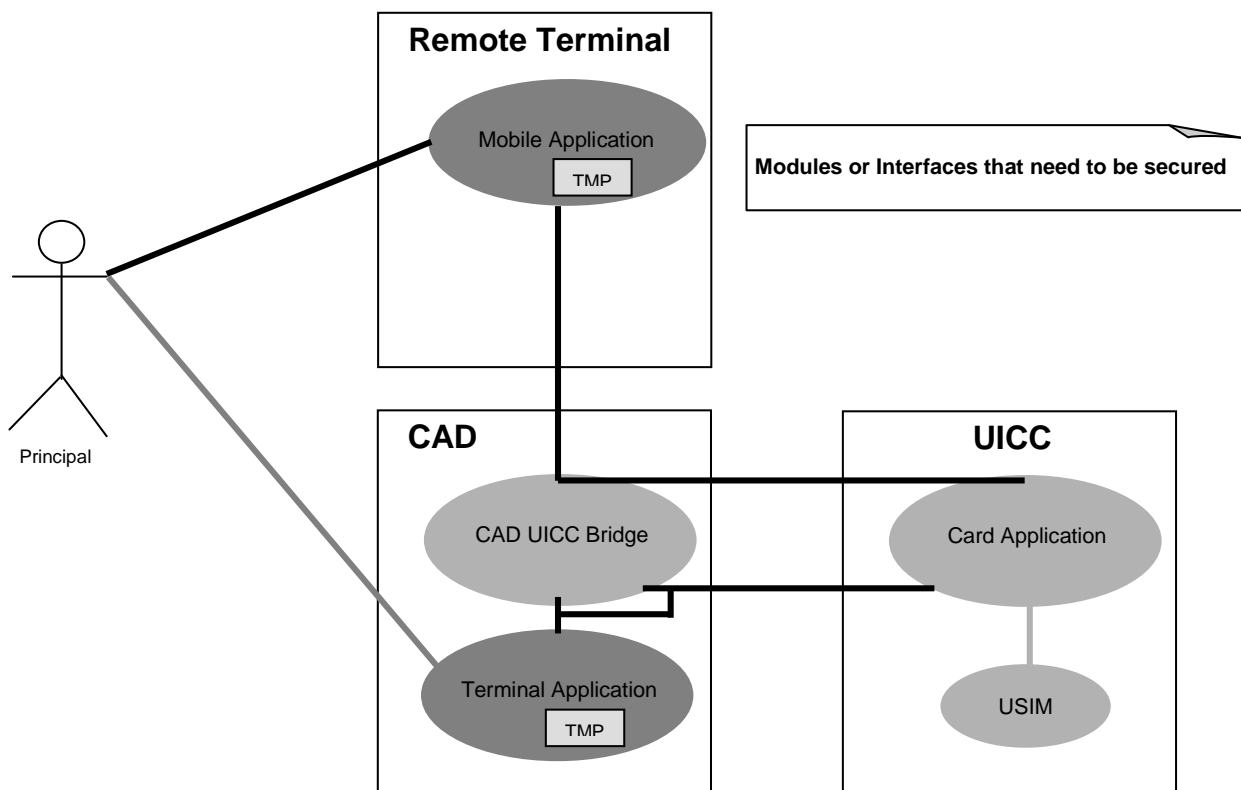 Remote Terminal
Mobile Application
TMP
Modules or Interfaces that need to be secured
Principal
CAD
UICC
CAD UICC Bridge
Card Application
Terminal Application
TMP
USIM